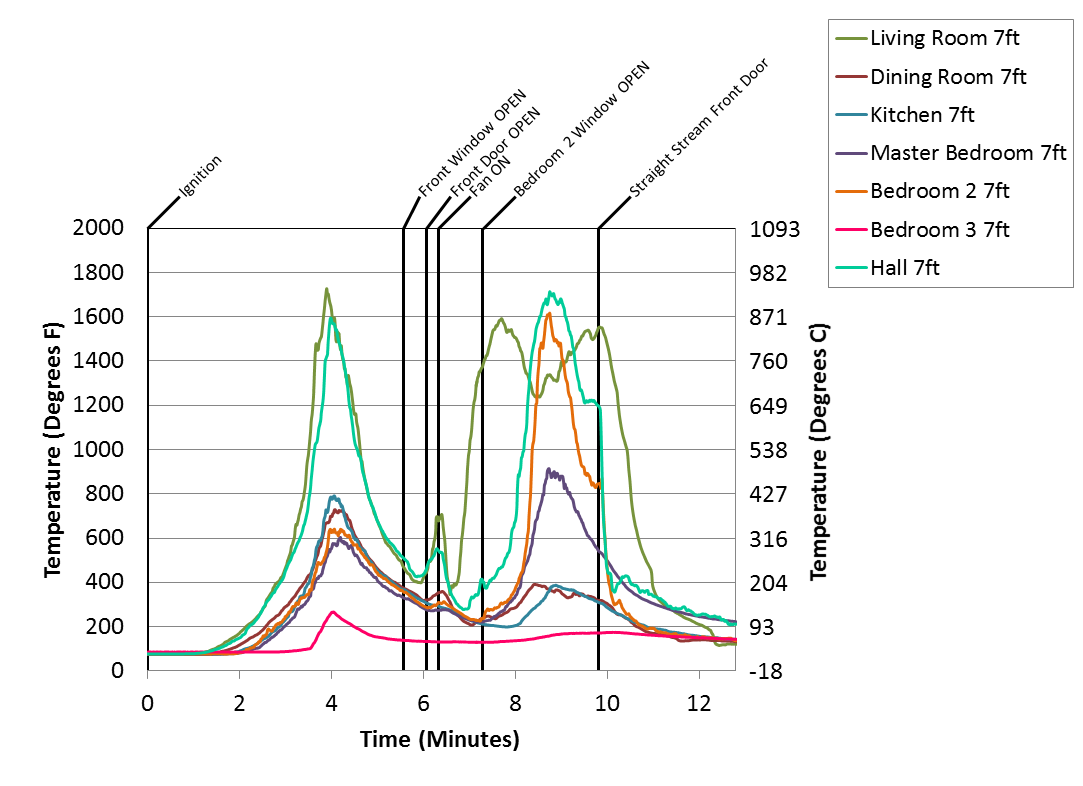 Ignition
Front Window OPEN
Front Door OPEN
Fan ON
Bedroom 2 Window OPEN
Straight Stream Front Door
Living Room 7ft
Dining Room 7ft
Kitchen 7ft
Master Bedroom 7ft
Bedroom 2 7ft
Bedroom 3 7ft
Hall 7ft
Temperature (Degrees F)
2000
1800
1600
1400
1200
1000
800
600
400
200
0
1093
982
871
760
649
538
427
316
204
93
-18
Temperature (Degrees C)
0 2 4 6 8 10 12
Time (Minutes)